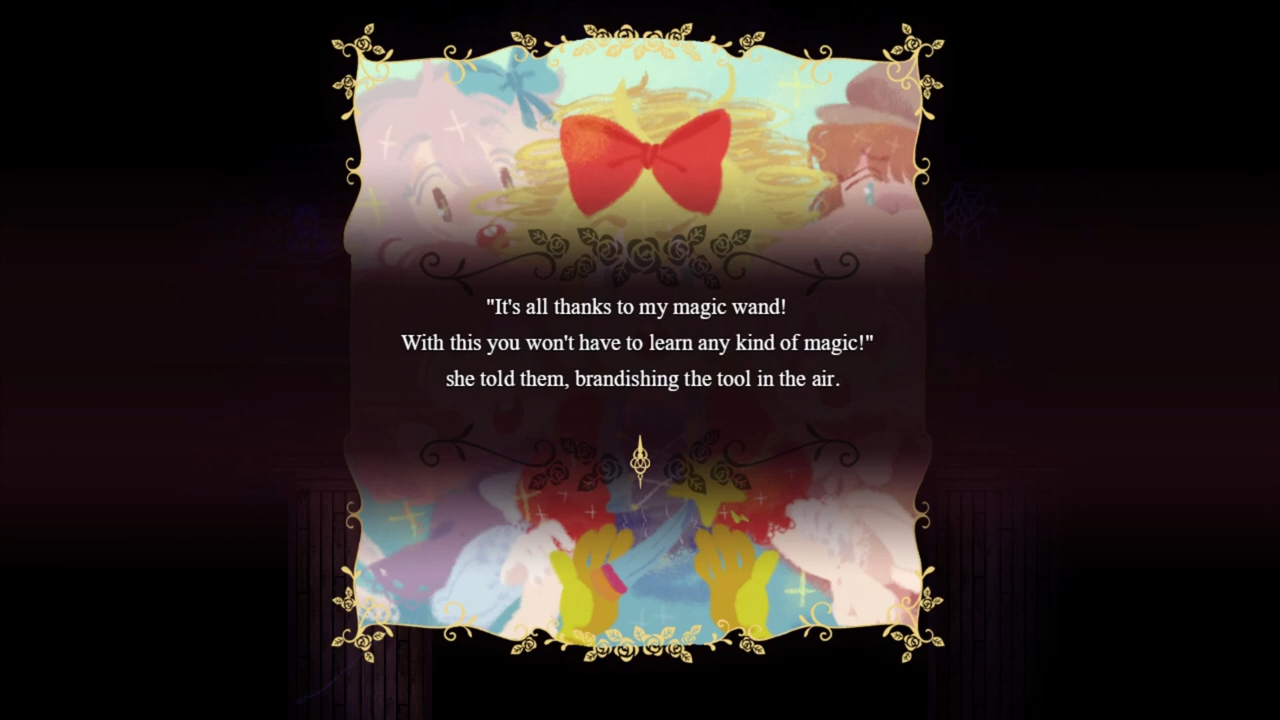 "It's all thanks to my magic wand!
With this you won't have to learn any kind of magic!"
she told them, brandishing the tool in the air.